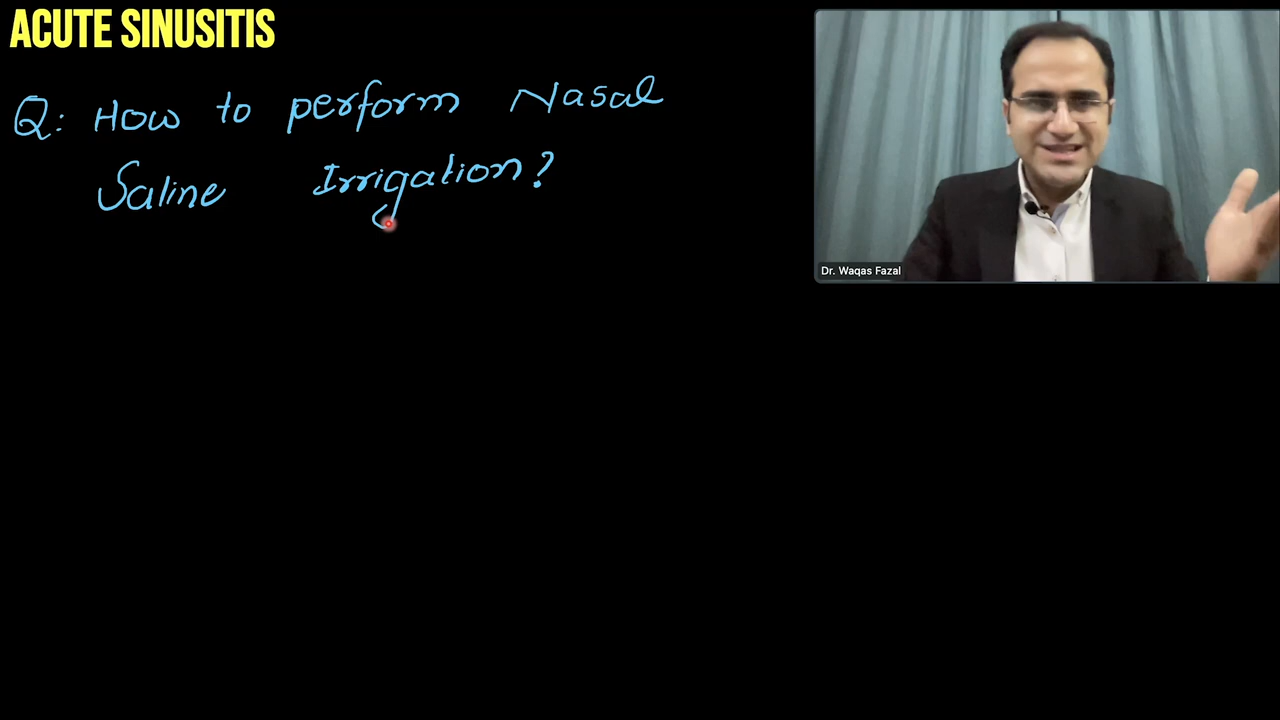 ACUTE SINUSITIS
Q: How to perform Nasal
Saline Irrigation?
Dr. Waqas Fazal